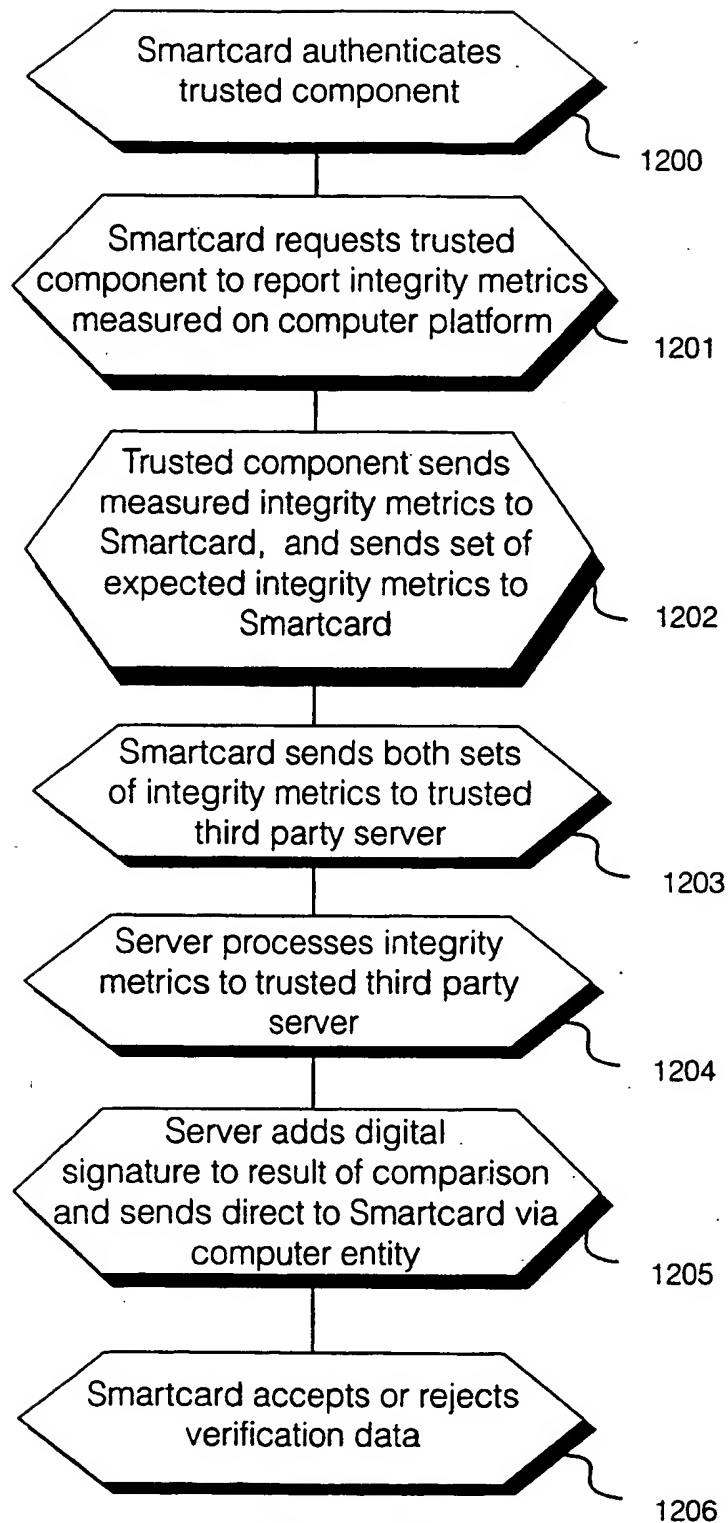 Smartcard authenticates
trusted component
1200
Smartcard requests trusted
component to report integrity metrics
measured on computer platform
1201
Trusted component sends
measured integrity metrics to
Smartcard, and sends set of
expected integrity metrics to
Smartcard
1202
Smartcard sends both sets
of integrity metrics to trusted
third party server
1203
Server processes integrity
metrics to trusted third party
server
1204
Server adds digital
signature to result of comparison
and sends direct to Smartcard via
computer entity
1205
Smartcard accepts or rejects
verification data
1206